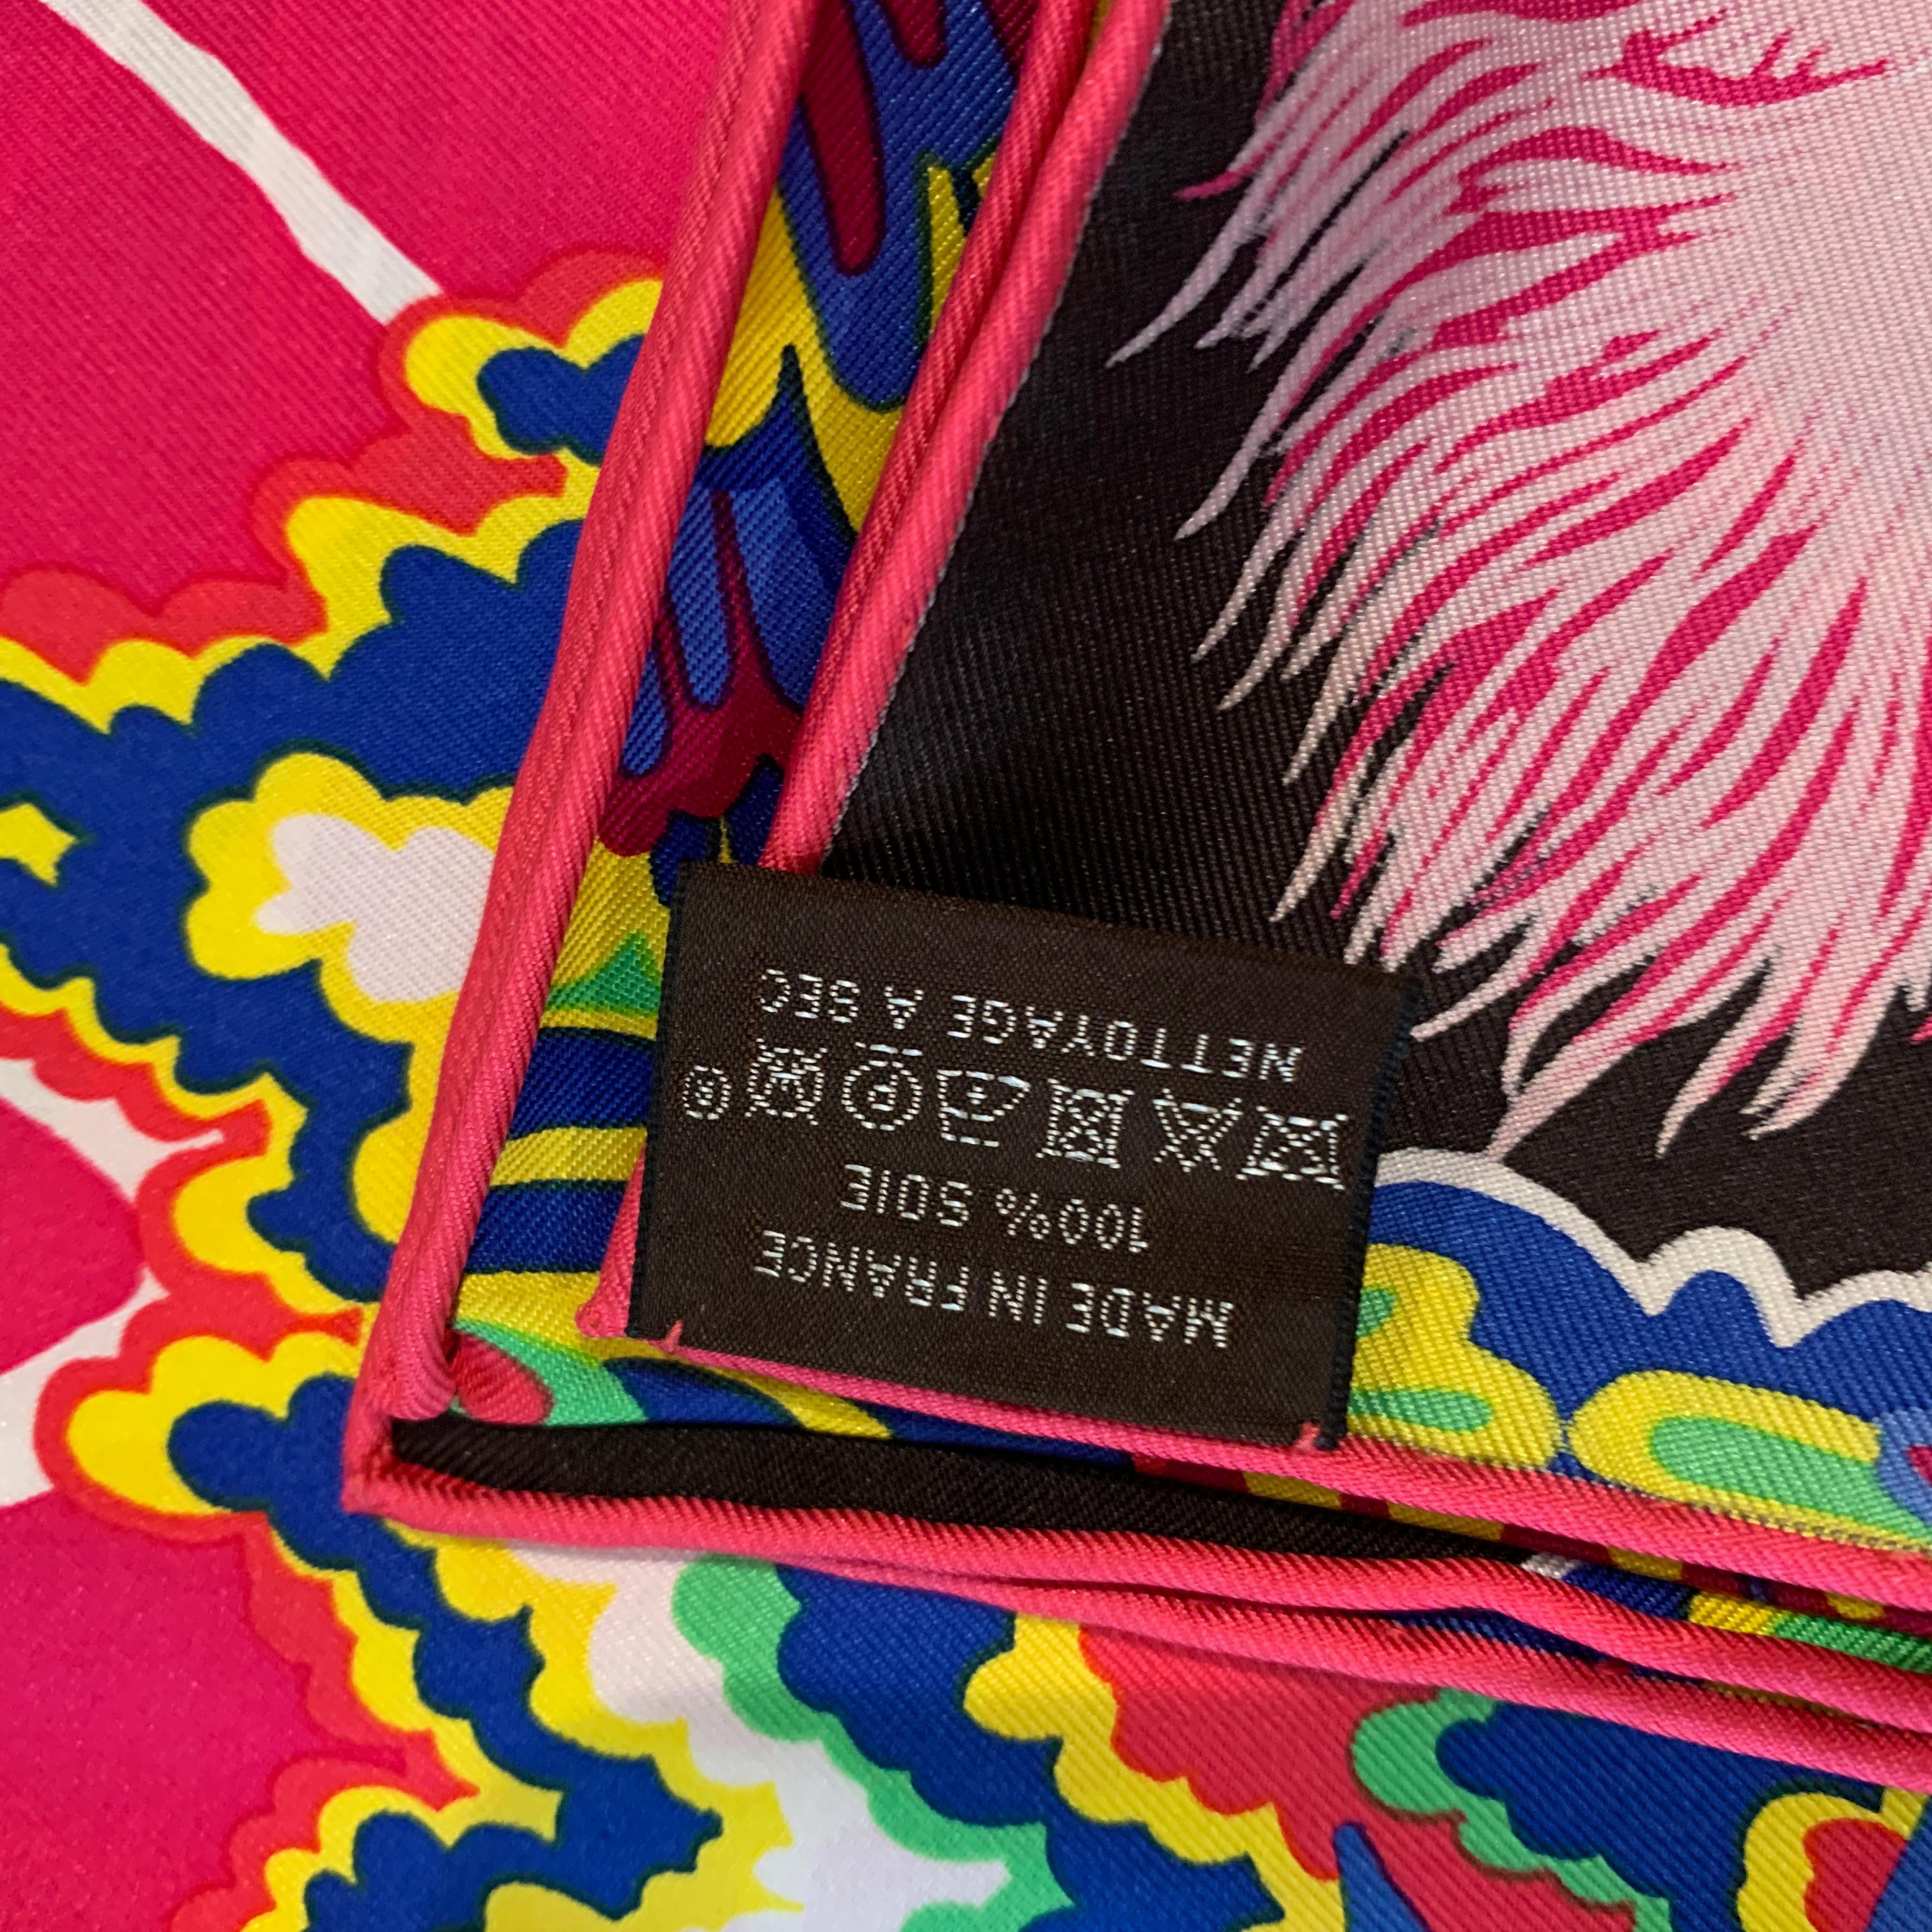 MADE IN FRANCE
100% SOIE
P ®
NETTOYAGE A SEC